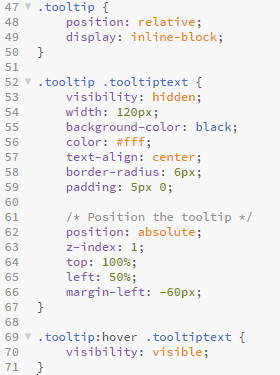 47 .tooltip {
48 position: relative;
49 display: inline-block;
50 }
51
52 .tooltip .tooltiptext {
53 visibility: hidden;
54 width: 120px;
55 background-color: black;
56 color: #fff;
57 text-align: center;
58 border-radius: 6px;
59 padding: 5px 0;
60
61 /* Position the tooltip */
62 position: absolute;
63 z-index: 1;
64 top: 100%;
65 left: 50%;
66 margin-left: -60px;
67 }
68
69 .tooltip:hover .tooltiptext {
70 visibility: visible;
71 }